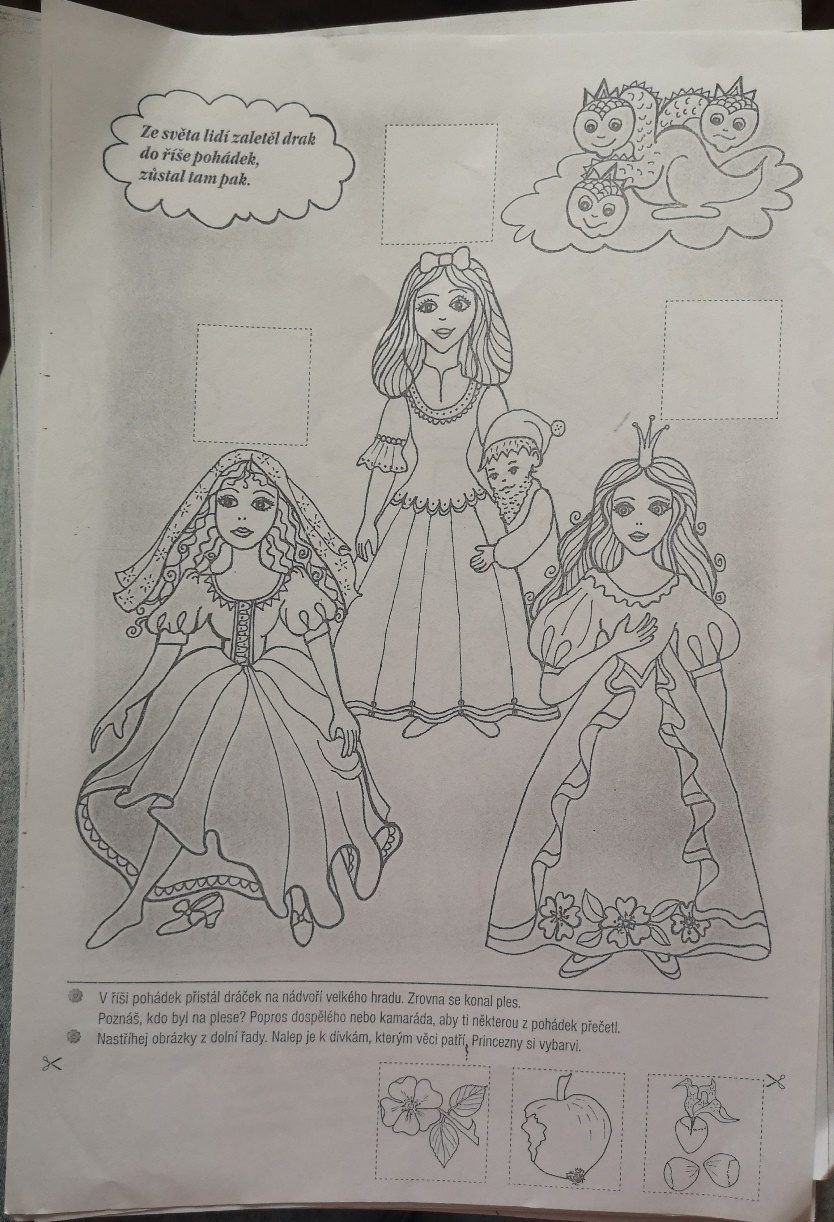 Ze světa lidí zaletěl drak
do říše pohádek,
zůstal tam pak.
V říši pohádek přistál dráček na nádvoří velkého hradu. Zrovna se konal ples.
Poznáš, kdo byl na plese? Popros dospělého nebo kamaráda, aby ti některou z pohádek přečetl.
Nastříhej obrázky z dolní řady. Nalep je k dívkám, kterým věci patří. Princezny si vybarvi.